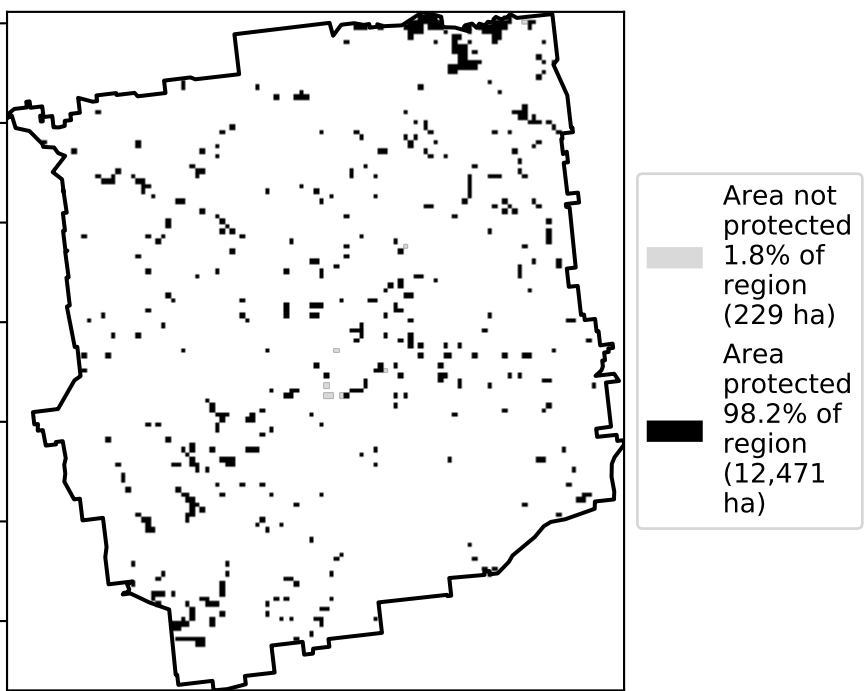 Area not
protected
1.8% of
region
(229 ha)
Area
protected
98.2% of
region
(12,471
ha)